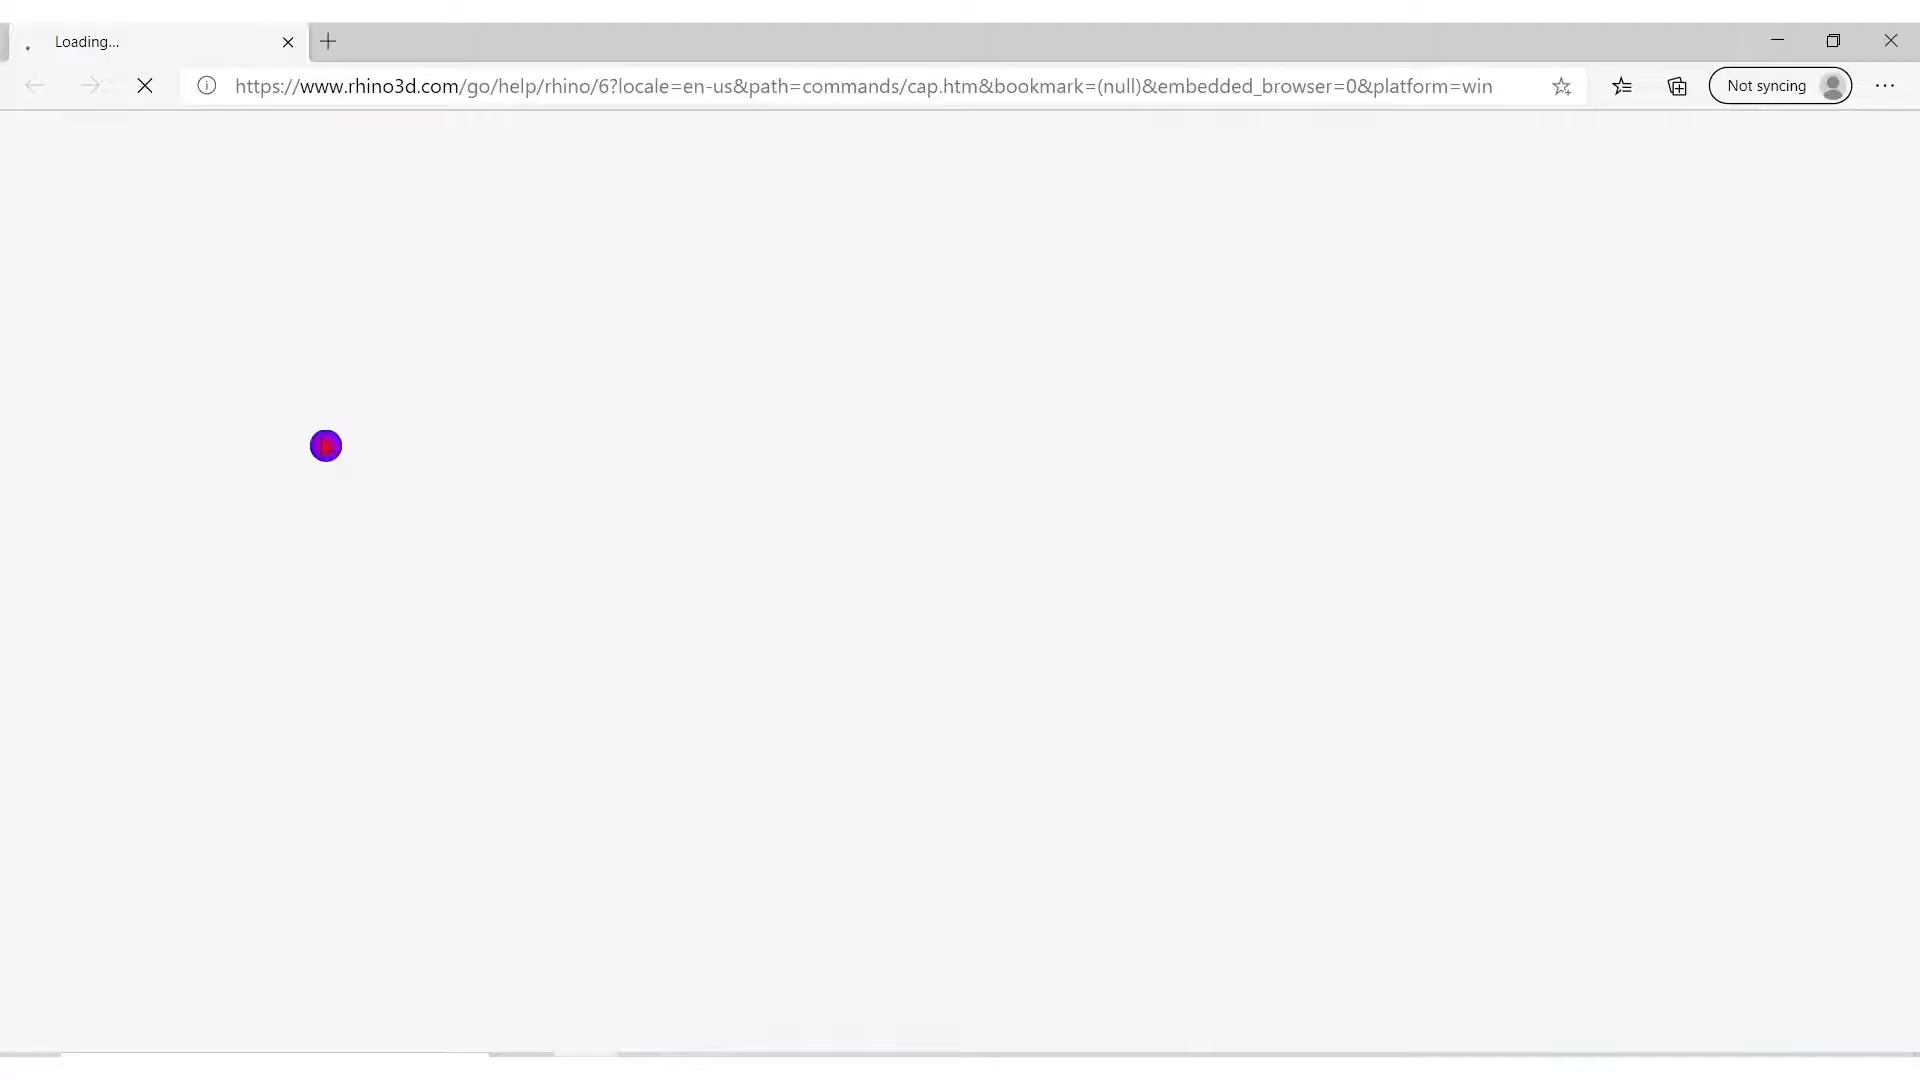 Loading...
https://www.rhino3d.com/go/help/rhino/6?locale=en-us&path=commands/cap.htm&bookmark=(null)&embedded_browser=0&platform=win
Not syncing